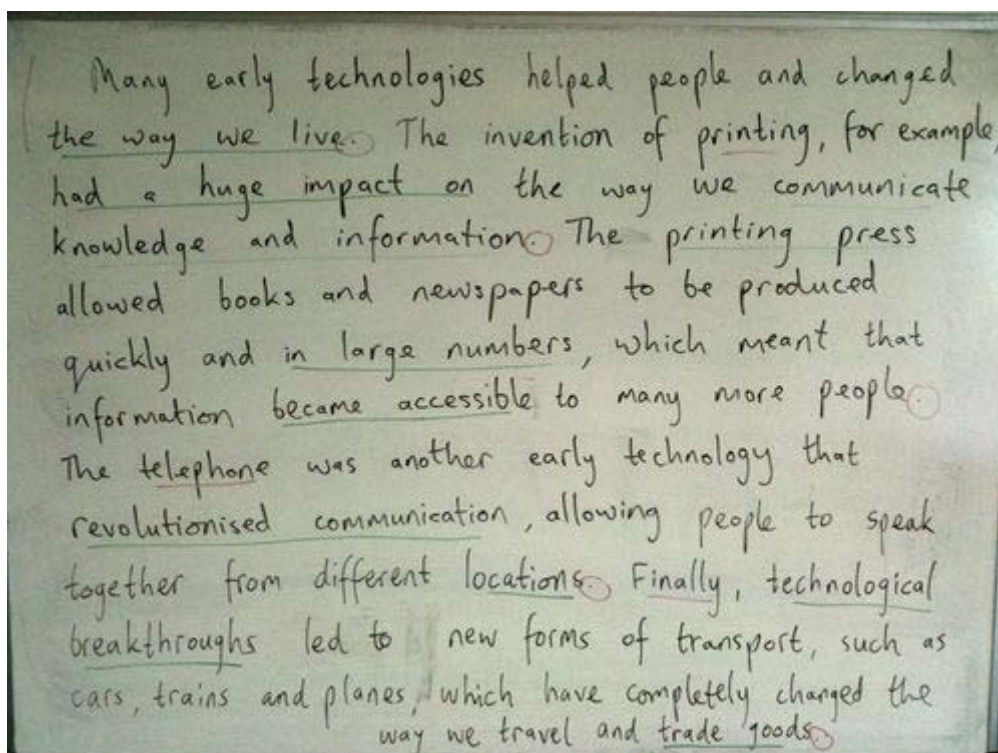 Many early technologies helped people and changed
the way we live. The invention of printing, for example,
had a huge impact on the way we communicate
knowledge and information. The printing press
allowed books and newspapers to be produced
quickly and in large numbers, which meant that
information became accessible to many more people.
The telephone was another early technology that
revolutionised communication, allowing people to speak
together from different locations. Finally, technological
breakthroughs led to new forms of transport, such as
cars, trains and planes, which have completely changed the
way we travel and trade goods.